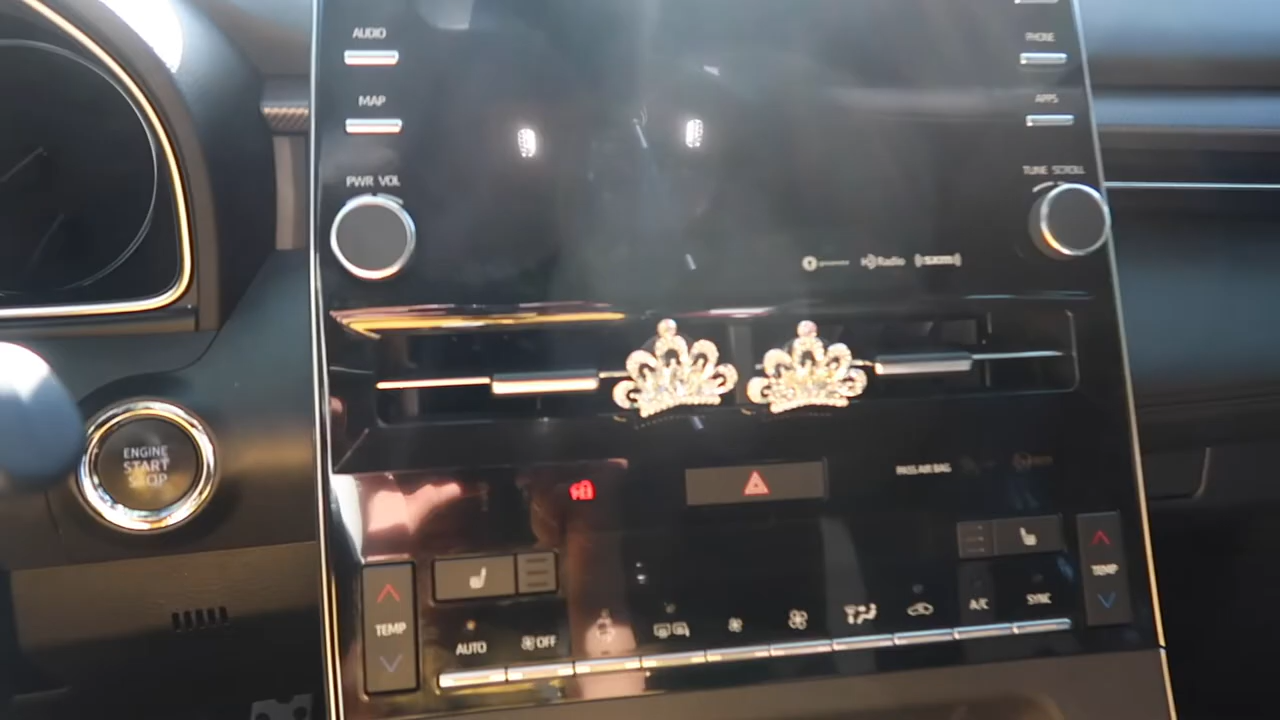 AUDIO
PHONE
MAP
APPS
PWR VOL
TUNE SCROLL
HD Radio
((SXM))
ENGINE
START
STOP
PASS AIR BAG
TEMP
TEMP
AUTO
OFF
A/C
SYNC